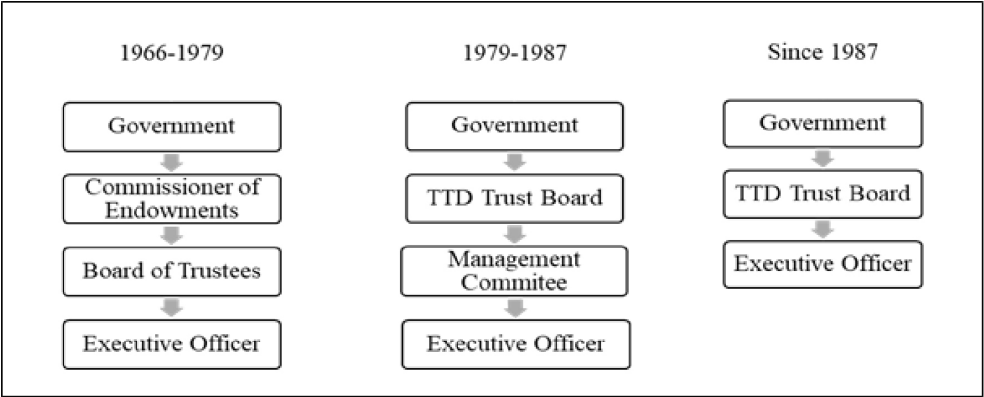 1966-1979
Government
Commissioner of
Endowments
Board of Trustees
Executive Officer
1979-1987
Government
TTD Trust Board
Management
Commitee
Executive Officer
Since 1987
Government
TTD Trust Board
Executive Officer